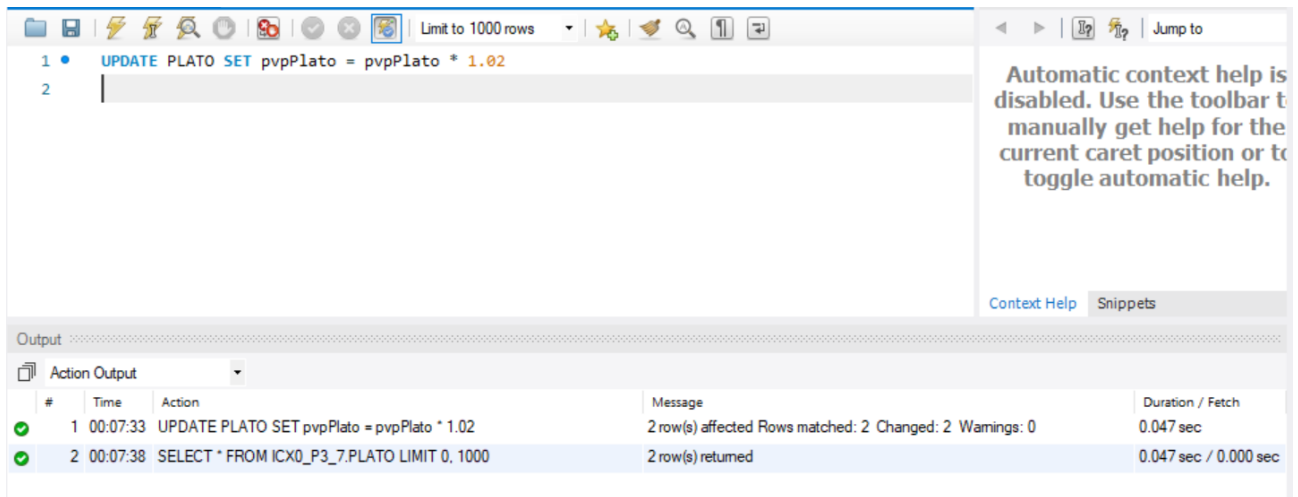 Limit to 1000 rows
Jump to
1 UPDATE PLATO SET pvpPlato = pvpPlato * 1.02
2
Automatic context help is
disabled. Use the toolbar t
manually get help for the
current caret position or to
toggle automatic help.
Context Help Snippets
Output
Action Output
# Time Action Message Duration / Fetch
1 00:07:33 UPDATE PLATO SET pvpPlato = pvpPlato * 1.02 2 row(s) affected Rows matched: 2 Changed: 2 Warnings: 0 0.047 sec
2 00:07:38 SELECT * FROM ICX0_P3_7.PLATO LIMIT 0, 1000 2 row(s) returned 0.047 sec / 0.000 sec